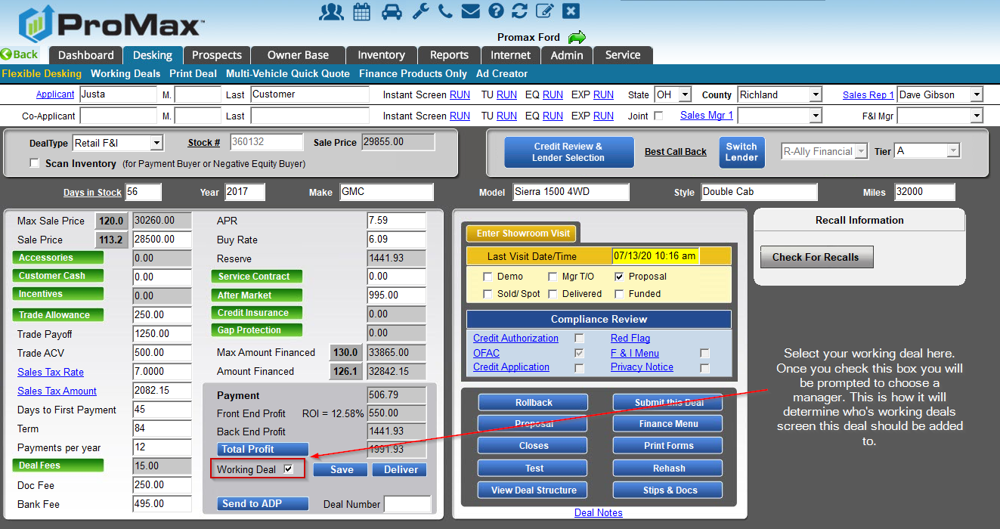 ProMax™
Promax Ford
Back
Dashboard Desking Prospects Owner Base Inventory Reports Internet Admin Service
Flexible Desking Working Deals Print Deal Multi-Vehicle Quick Quote Finance Products Only Ad Creator
Applicant Justa M. Last Customer Instant Screen RUN TU RUN EQ RUN EXP RUN State OH County Richland Sales Rep 1 Dave Gibson
Co-Applicant M. Last Instant Screen RUN TU RUN EQ RUN EXP RUN Joint Sales Mgr 1 F&I Mgr
DealType Retail F&I Stock # 360132 Sale Price 29855.00
Scan Inventory (for Payment Buyer or Negative Equity Buyer)
Credit Review &
Lender Selection
Best Call Back
Switch
Lender
R-Ally Financial Tier A
Days in Stock 56 Year 2017 Make GMC Model Sierra 1500 4WD Style Double Cab Miles 32000
Max Sale Price 120.0 30260.00
Sale Price 113.2 28500.00
Accessories 0.00
Customer Cash 0.00
Incentives 0.00
Trade Allowance 250.00
Trade Payoff 1250.00
Trade ACV 500.00
Sales Tax Rate 7.0000
Sales Tax Amount 2082.15
Days to First Payment 45
Term 84
Payments per year 12
Deal Fees 15.00
Doc Fee 250.00
Bank Fee 495.00
APR 7.59
Buy Rate 6.09
Reserve 1441.93
Service Contract 0.00
After Market 995.00
Credit Insurance 0.00
Gap Protection 0.00
Max Amount Financed 130.0 33865.00
Amount Financed 126.1 32842.15
Payment 506.79
Front End Profit ROI = 12.58% 550.00
Back End Profit 1441.93
Total Profit 1991.93
Working Deal Save Deliver
Send to ADP Deal Number
Enter Showroom Visit
Last Visit Date/Time 07/13/20 10:16 am
Demo Mgr T/O Proposal
Sold/ Spot Delivered Funded
Compliance Review
Credit Authorization Red Flag
OFAC F & I Menu
Credit Application Privacy Notice
Rollback Submit this Deal
Proposal Finance Menu
Closes Print Forms
Test Rehash
View Deal Structure Stips & Docs
Deal Notes
Recall Information
Check For Recalls
Select your working deal here.
Once you check this box you will
be prompted to choose a
manager. This is how it will
determine who's working deals
screen this deal should be added
to.